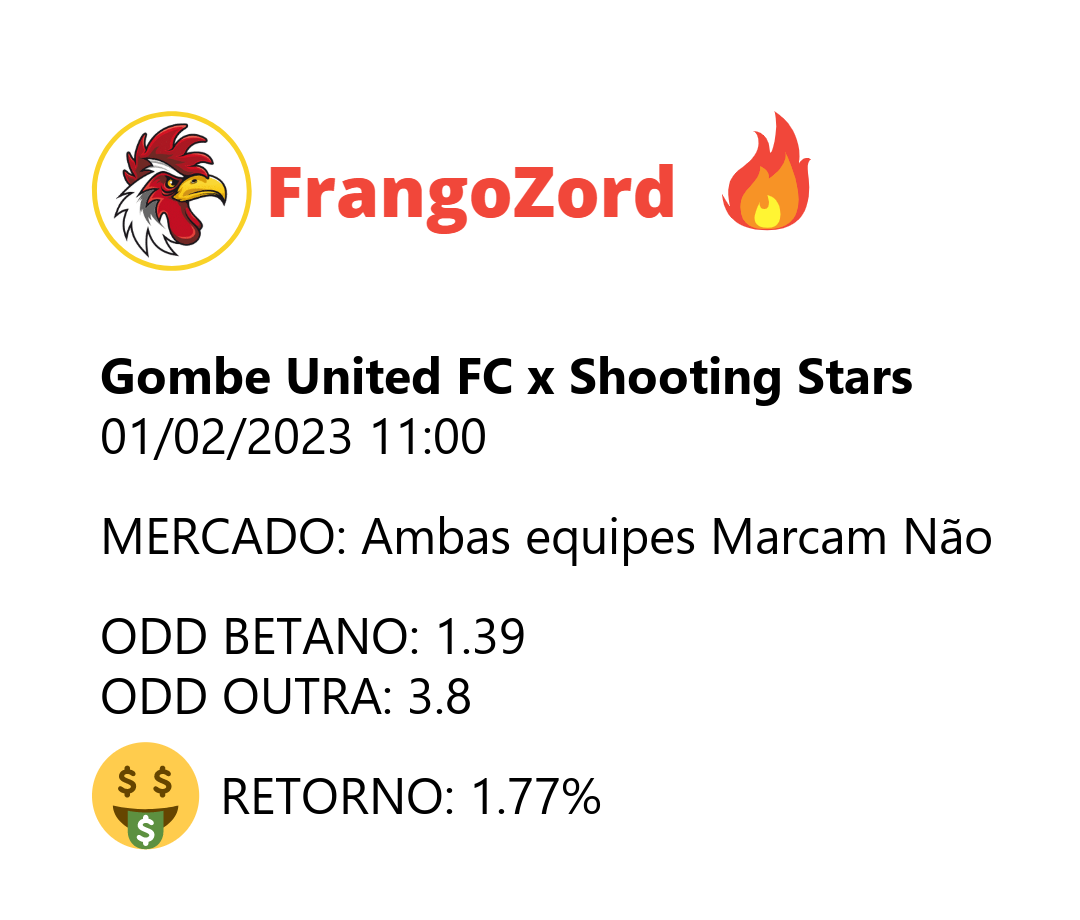 FrangoZord
Gombe United FC x Shooting Stars
01/02/2023 11:00
MERCADO: Ambas equipes Marcam Não
ODD BETANO: 1.39
ODD OUTRA: 3.8
RETORNO: 1.77%